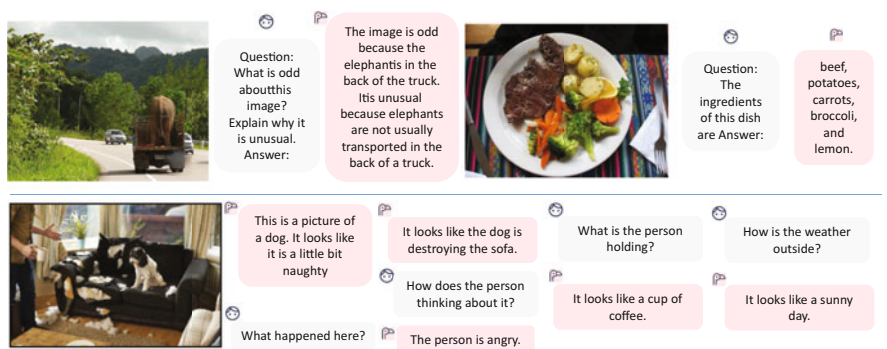 Question:
What is odd
aboutthis
image?
Explain why it
is unusual.
Answer:
The image is odd
because the
elephantis in the
back of the truck.
Itis unusual
because elephants
are not usually
transported in the
back of a truck.
Question:
The
ingredients
of this dish
are Answer:
beef,
potatoes,
carrots,
broccoli,
and
lemon.
This is a picture of
a dog. It looks like
it is a little bit
naughty
What happened here?
It looks like the dog is
destroying the sofa.
How does the person
thinking about it?
The person is angry.
What is the person
holding?
It looks like a cup of
coffee.
How is the weather
outside?
It looks like a sunny
day.